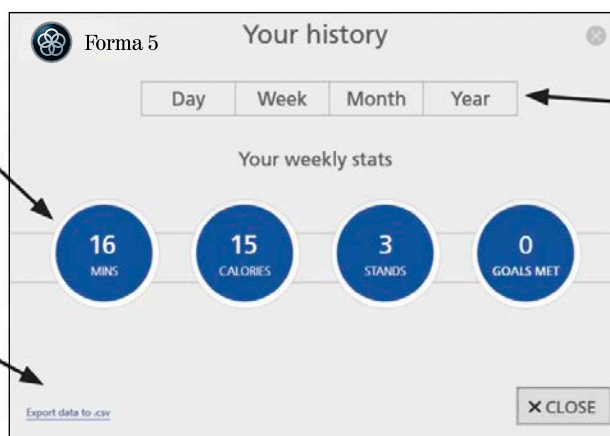 Forma 5
Your history
Day Week Month Year
Your weekly stats
16 15 3 0
MINS CALORIES STANDS GOALS MET
Export data to .csv
X CLOSE